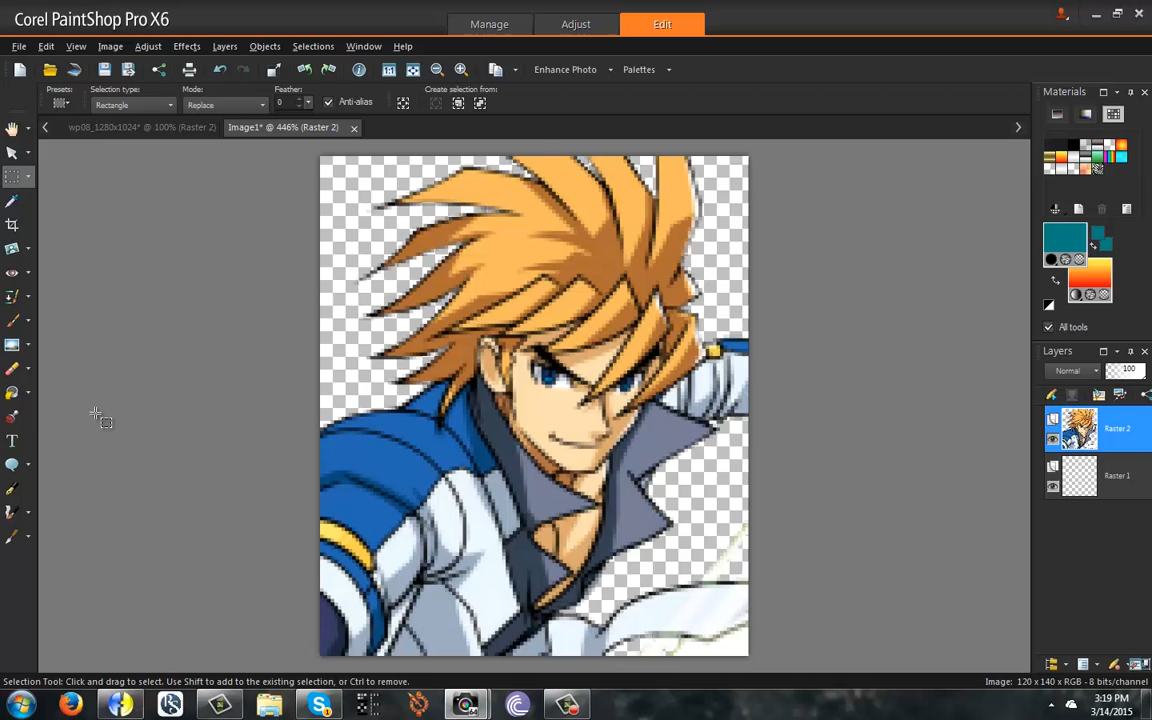 Corel PaintShop Pro X6
Manage
Adjust
Edit
File
Edit
View
Image
Adjust
Effects
Layers
Objects
Selections
Window
Help
Enhance Photo
Palettes
Presets:
Selection type:
Mode:
Feather:
Create selection from:
Rectangle
Replace
0
Anti-alias
wp08_1280x1024* @ 100% (Raster 2)
Image1* @ 446% (Raster 2)
Materials
All tools
Layers
Normal
100
Raster 2
Raster 1
Selection Tool: Click and drag to select. Use Shift to add to the existing selection, or Ctrl to remove.
Image: 120 x 140 x RGB - 8 bits/channel
3:19 PM
3/14/2015